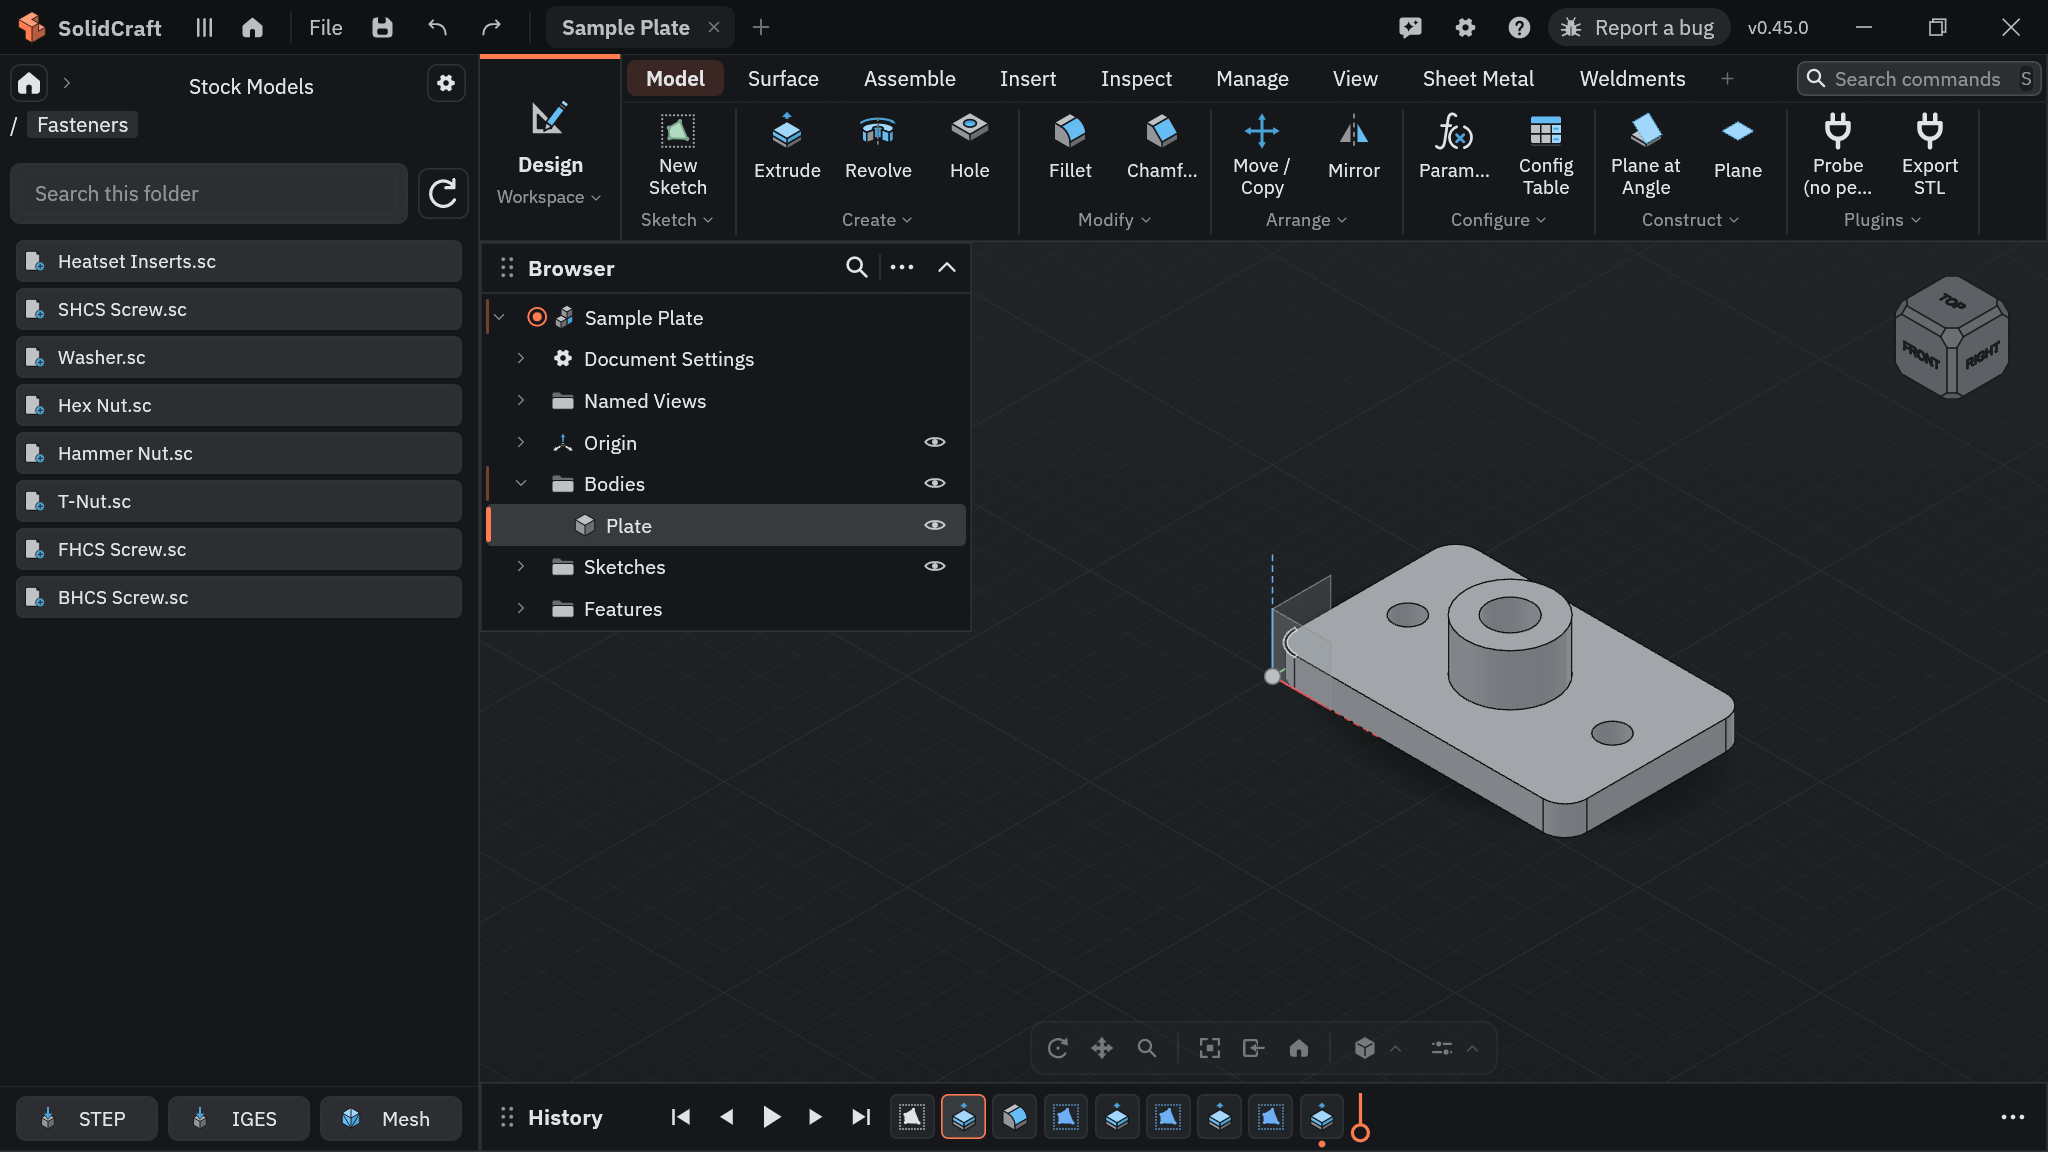 SolidCraft
File
Sample Plate
Report a bug
v0.45.0
Stock Models
/ Fasteners
Search this folder
Heatset Inserts.sc
SHCS Screw.sc
Washer.sc
Hex Nut.sc
Hammer Nut.sc
T-Nut.sc
FHCS Screw.sc
BHCS Screw.sc
STEP
IGES
Mesh
Design
Workspace
Model
Surface
Assemble
Insert
Inspect
Manage
View
Sheet Metal
Weldments
Search commands
S
New
Sketch
Sketch
Extrude
Revolve
Hole
Create
Fillet
Chamf...
Modify
Move /
Copy
Mirror
Arrange
Param...
Config
Table
Configure
Plane at
Angle
Plane
Construct
Probe
(no pe...
Export
STL
Plugins
Browser
Sample Plate
Document Settings
Named Views
Origin
Bodies
Plate
Sketches
Features
TOP
FRONT
RIGHT
History